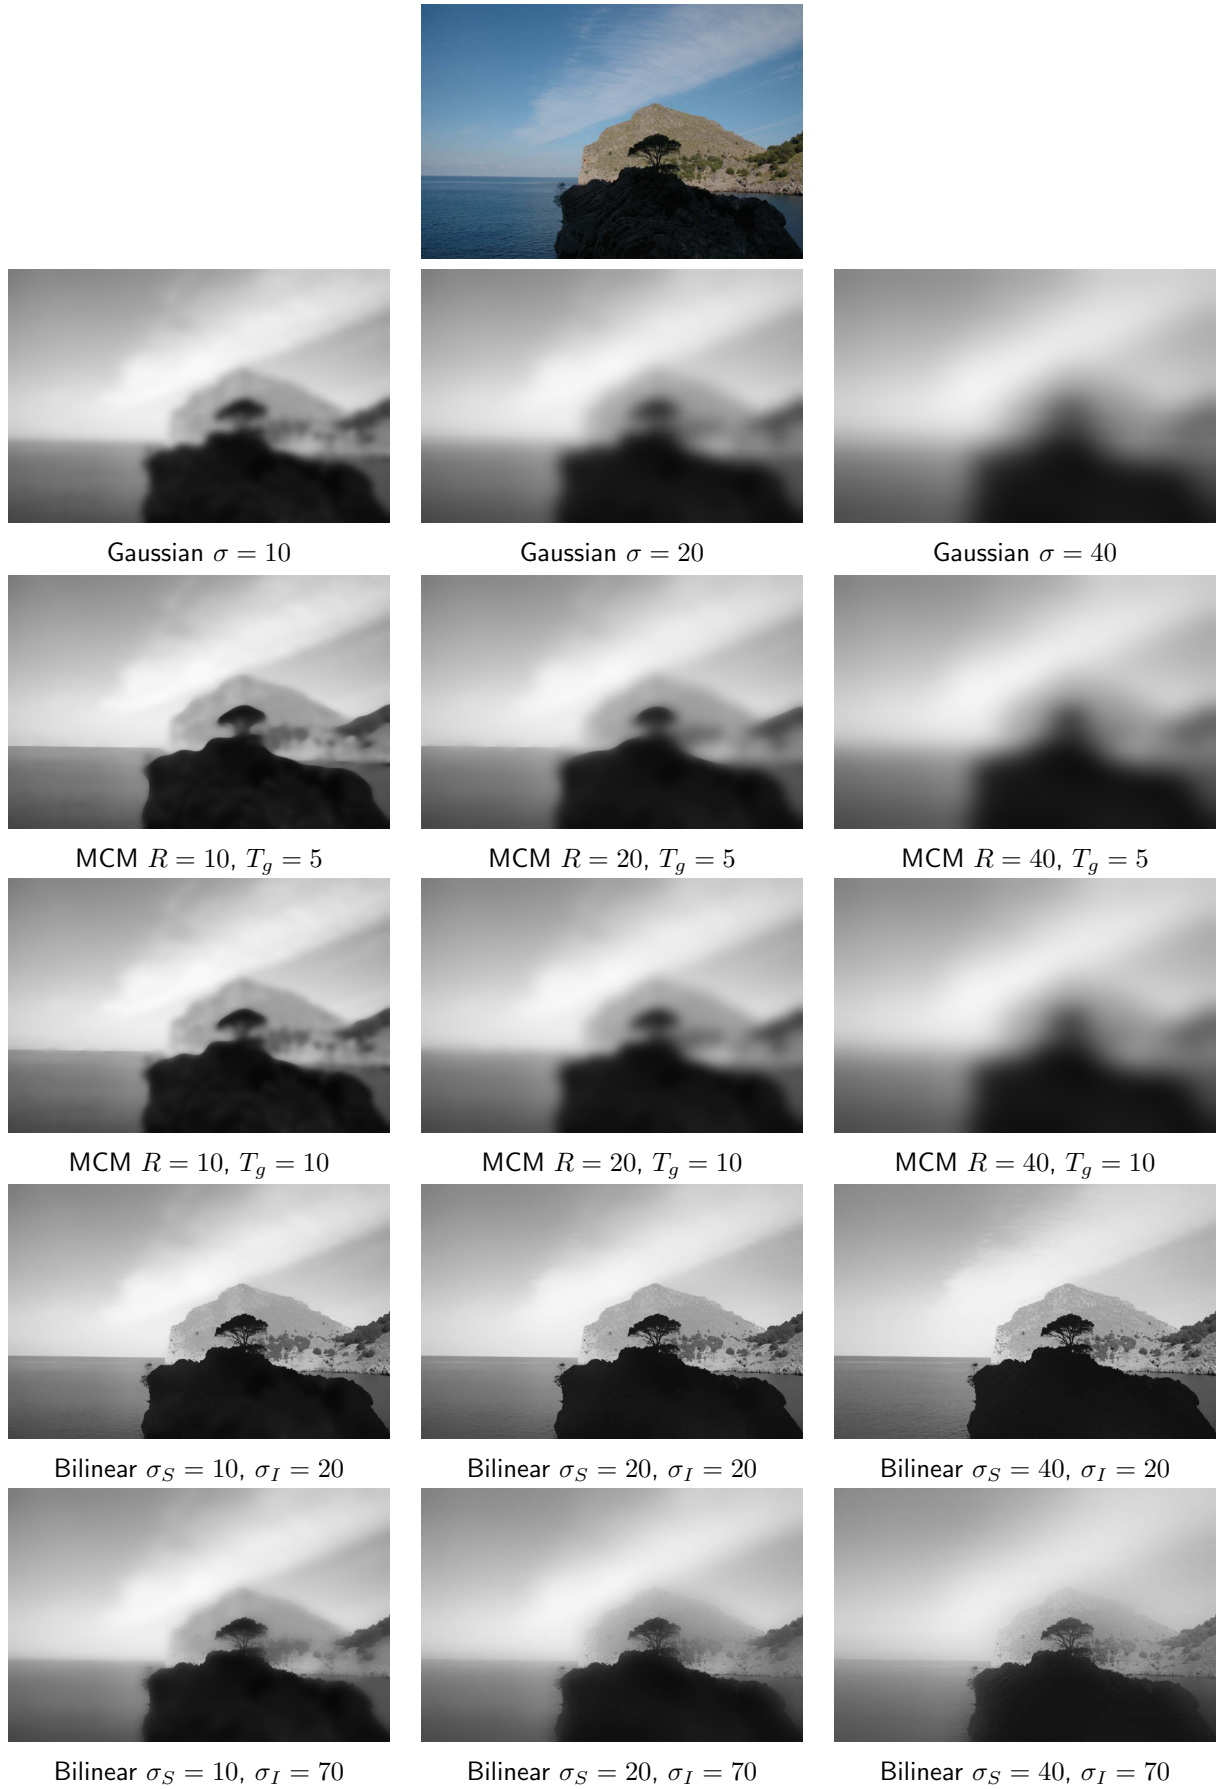 Gaussian σ = 10
Gaussian σ = 20
Gaussian σ = 40
MCM R = 10, T_g = 5
MCM R = 20, T_g = 5
MCM R = 40, T_g = 5
MCM R = 10, T_g = 10
MCM R = 20, T_g = 10
MCM R = 40, T_g = 10
Bilinear σ_S = 10, σ_I = 20
Bilinear σ_S = 20, σ_I = 20
Bilinear σ_S = 40, σ_I = 20
Bilinear σ_S = 10, σ_I = 70
Bilinear σ_S = 20, σ_I = 70
Bilinear σ_S = 40, σ_I = 70